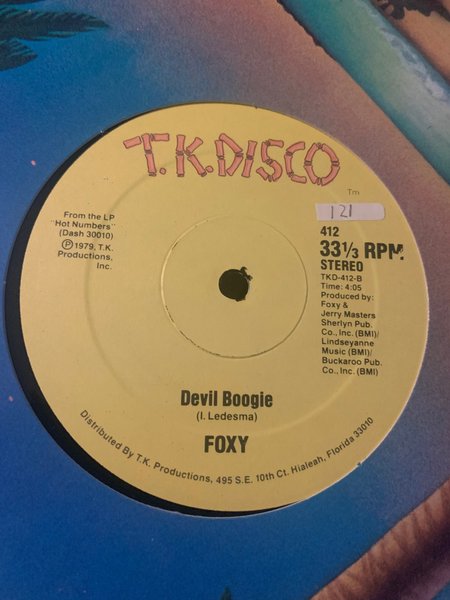 T.K.DISCO
Tm
121
From the LP
"Hot Numbers"
(Dash 30010)
Ⓟ1979, T.K.
Productions,
Inc.
412
33⅓ RPM
STEREO
TKD-412-B
Time: 4:05
Produced by:
Foxy &
Jerry Masters
Sherlyn Pub.
Co., Inc. (BMI)/
Lindseyanne
Music (BMI)/
Buckaroo Pub.
Co., Inc. (BMI)
Devil Boogie
(I. Ledesma)
FOXY
Distributed By T.K. Productions, 495 S.E. 10th Ct. Hialeah, Florida 33010